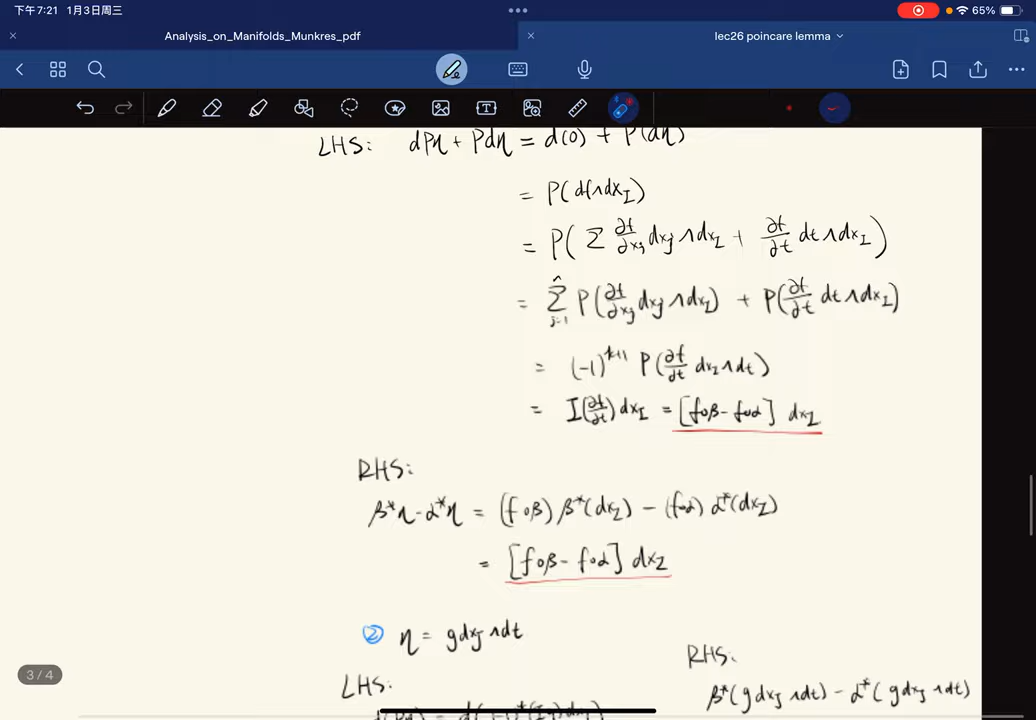 下午7:21 1月3日周三
65%
Analysis_on_Manifolds_Munkres_pdf
lec26 poincare lemma
LHS: dPη + Pdη = d(0) + P(dη)
= P(df∧dx_I)
= P( Σ ∂f/∂x_j dx_j ∧ dx_I + ∂f/∂t dt ∧ dx_I )
= Σ_{j=1}^n P(∂f/∂x_j dx_j ∧ dx_I) + P(∂f/∂t dt ∧ dx_I)
= (-1)^{k+1} P(∂f/∂t dx_I ∧ dt)
= I(∂f/∂t) dx_I = [f∘β - f∘α] dx_I
RHS:
β*η - α*η = (f∘β) β*(dx_I) - (f∘α) α*(dx_I)
= [f∘β - f∘α] dx_I
② η = g dx_J ∧ dt
RHS:
LHS:
β*(g dx_J ∧ dt) - α*(g dx_J ∧ dt)
3 / 4